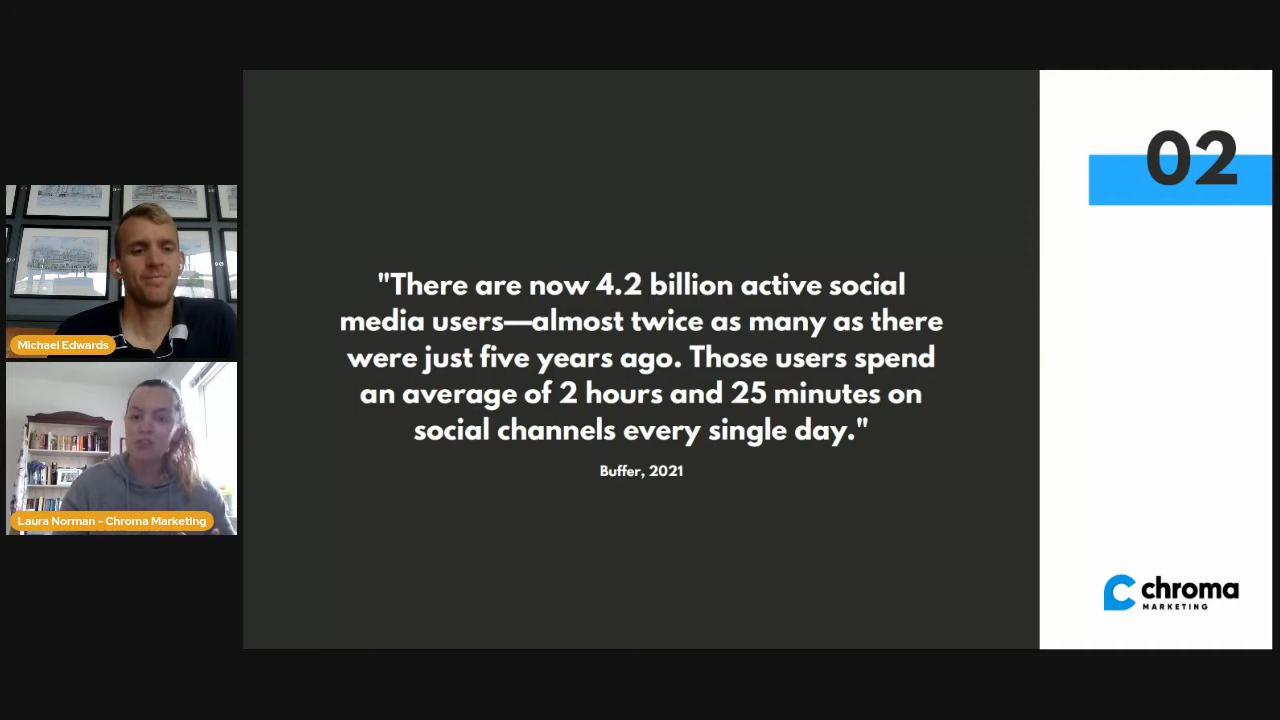 Michael Edwards
Laura Norman - Chroma Marketing
"There are now 4.2 billion active social
media users—almost twice as many as there
were just five years ago. Those users spend
an average of 2 hours and 25 minutes on
social channels every single day."
Buffer, 2021
02
chroma
MARKETING